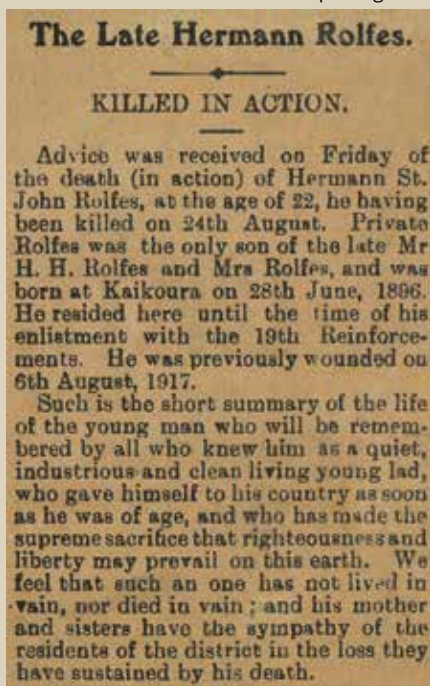 The Late Hermann Rolfes.
KILLED IN ACTION.
Advice was received on Friday of
the death (in action) of Hermann St.
John Rolfes, at the age of 22, he having
been killed on 24th August. Private
Rolfes was the only son of the late Mr
H. H. Rolfes and Mrs Rolfes, and was
born at Kaikoura on 28th June, 1896.
He resided here until the time of his
enlistment with the 19th Reinforce-
ments. He was previously wounded on
6th August, 1917.
Such is the short summary of the life
of the young man who will be remem-
bered by all who knew him as a quiet,
industrious and clean living young lad,
who gave himself to his country as soon
as he was of age, and who has made the
supreme sacrifice that righteousness and
liberty may prevail on this earth. We
feel that such an one has not lived in
vain, nor died in vain; and his mother
and sisters have the sympathy of the
residents of the district in the loss they
have sustained by his death.